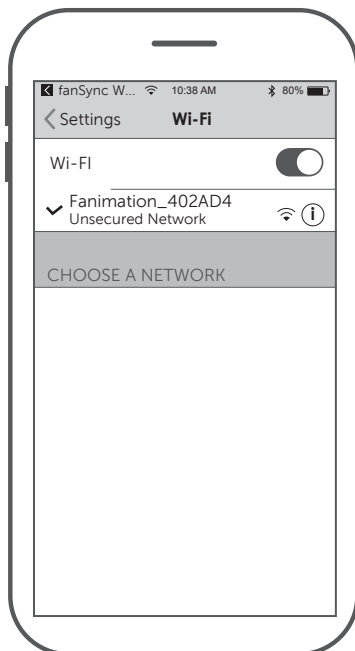 fanSync W... 10:38 AM 80%
Settings Wi-Fi
Wi-FI
Fanimation_402AD4
Unsecured Network
CHOOSE A NETWORK